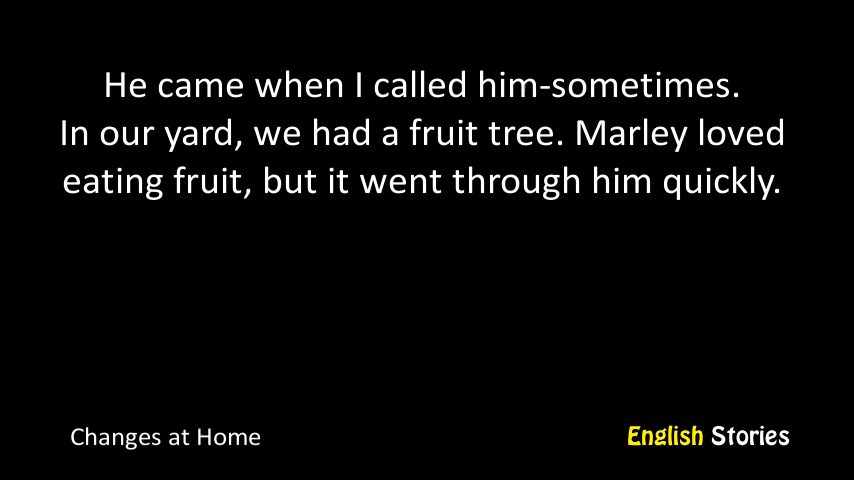 He came when I called him-sometimes.
In our yard, we had a fruit tree. Marley loved
eating fruit, but it went through him quickly.
Changes at Home
English Stories